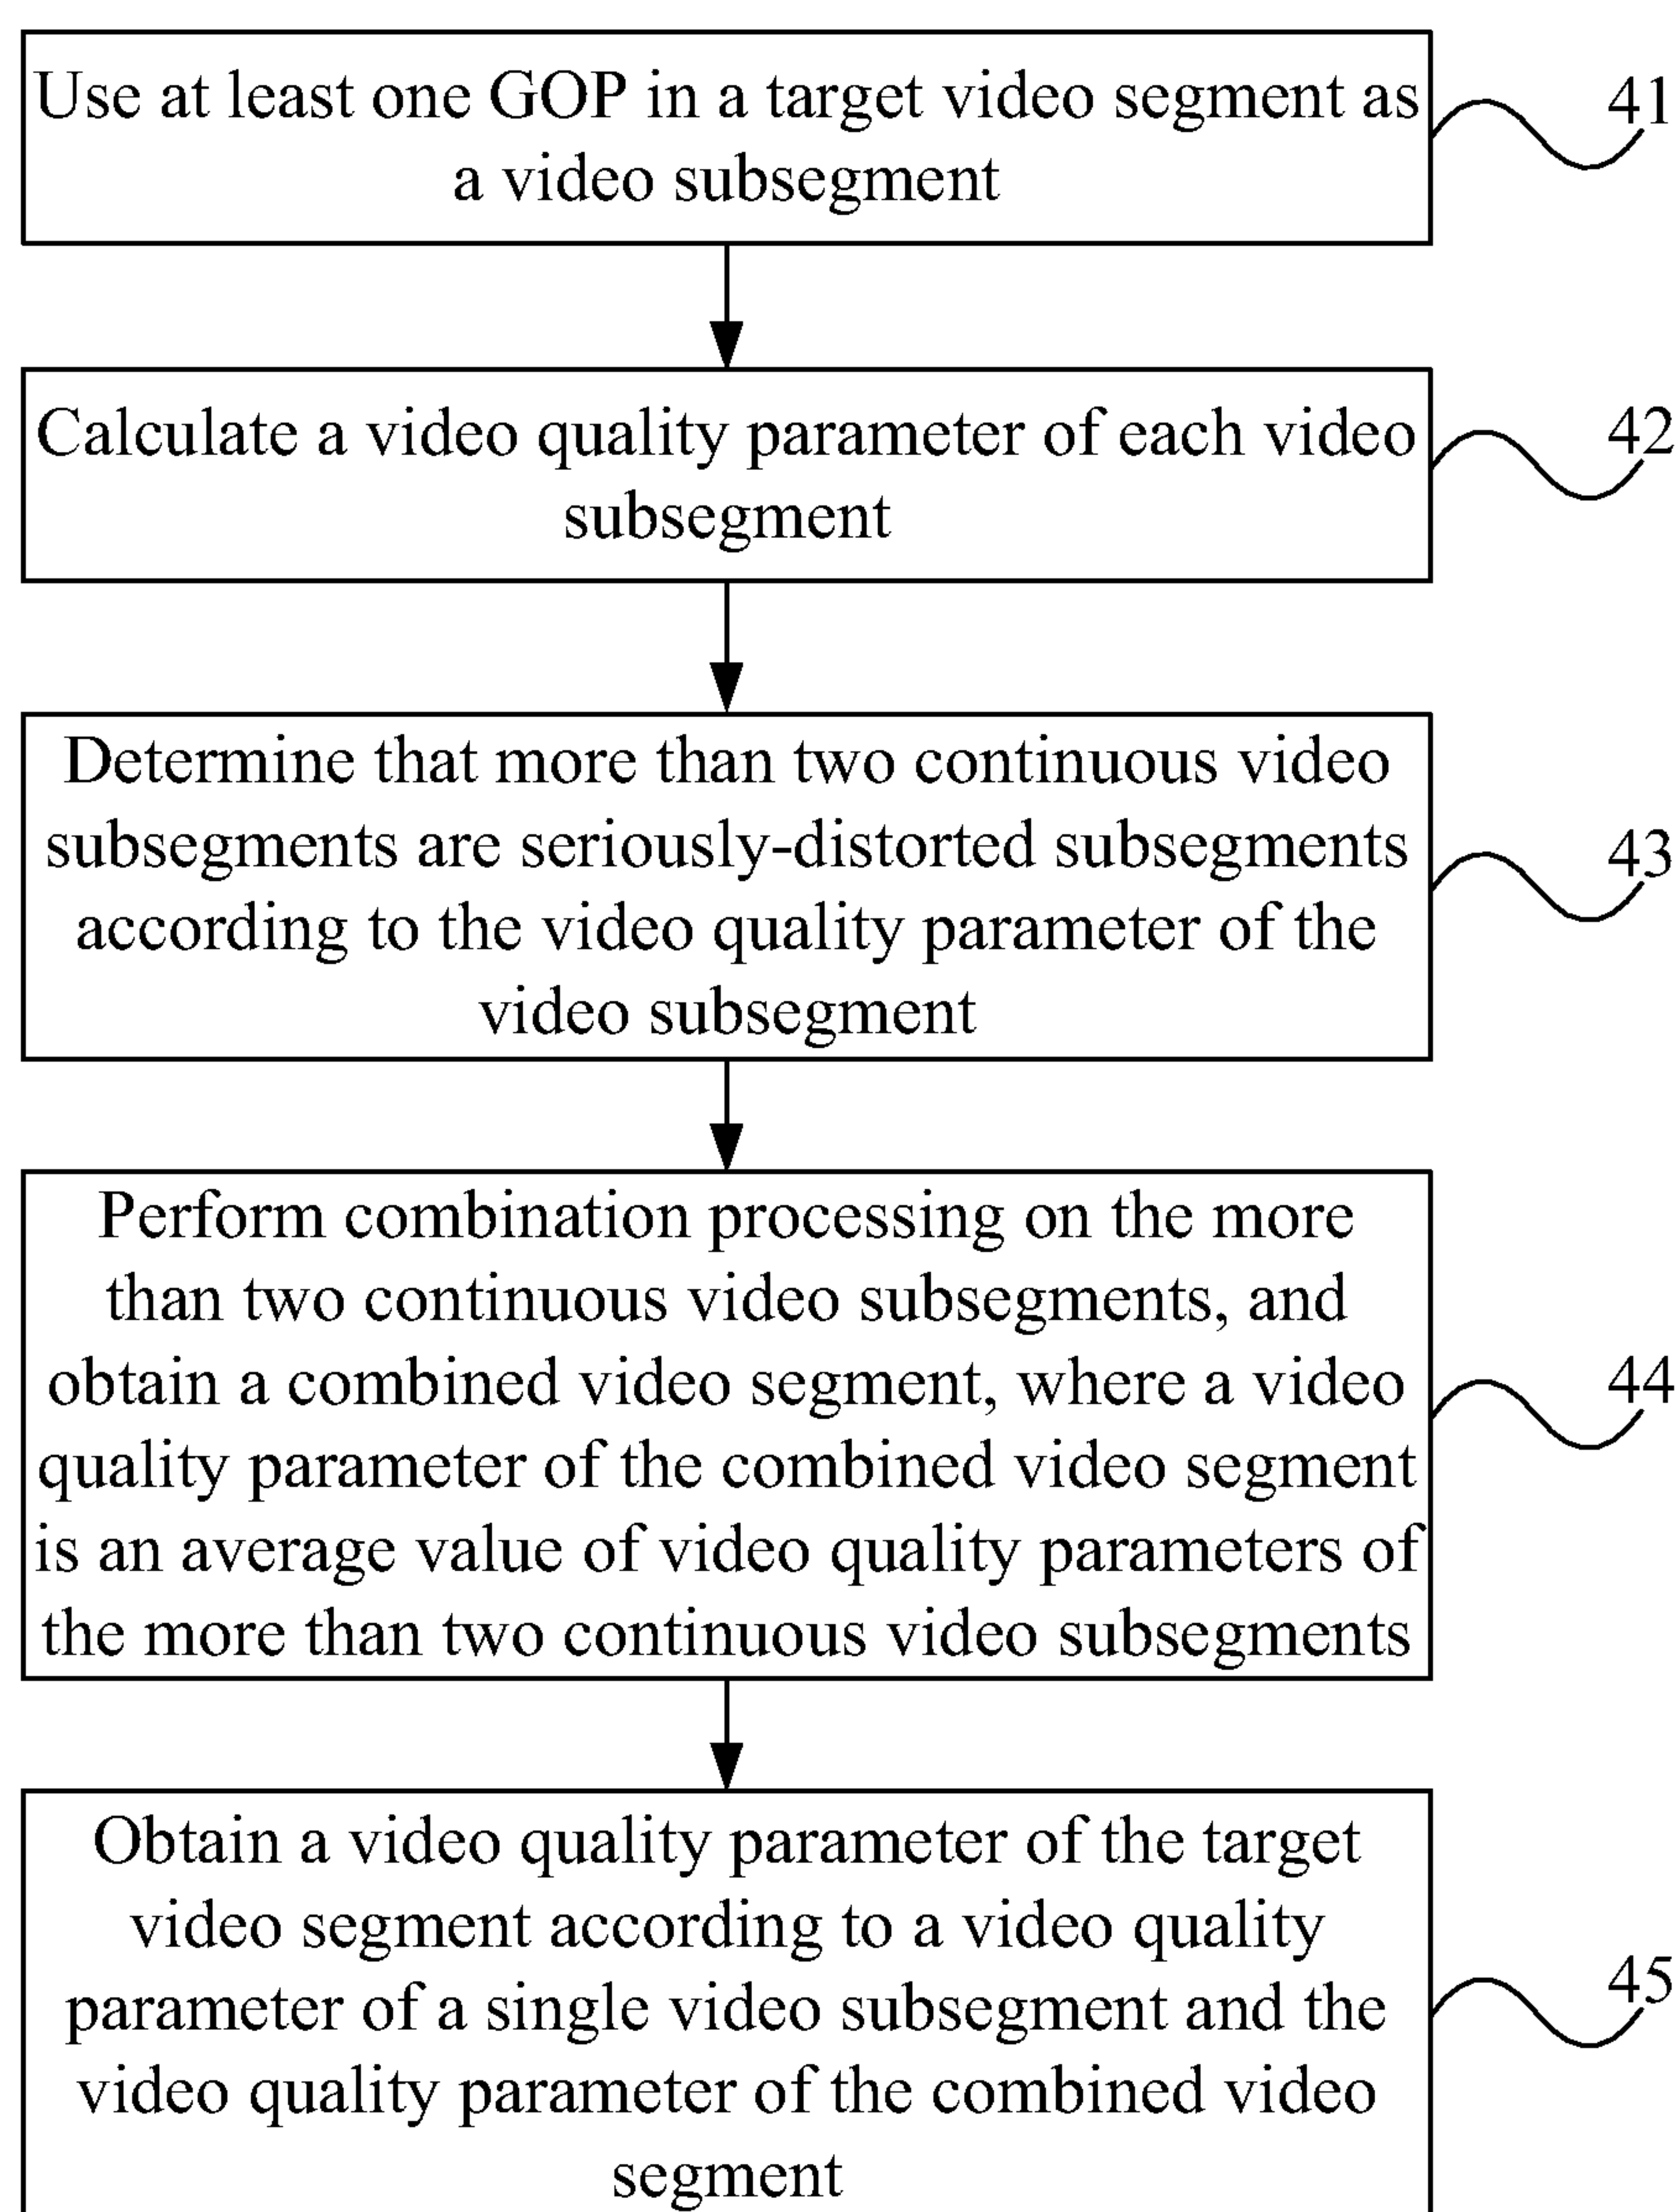 Use at least one GOP in a target video segment as
a video subsegment
41
Calculate a video quality parameter of each video
subsegment
42
Determine that more than two continuous video
subsegments are seriously-distorted subsegments
according to the video quality parameter of the
video subsegment
43
Perform combination processing on the more
than two continuous video subsegments, and
obtain a combined video segment, where a video
quality parameter of the combined video segment
is an average value of video quality parameters of
the more than two continuous video subsegments
44
Obtain a video quality parameter of the target
video segment according to a video quality
parameter of a single video subsegment and the
video quality parameter of the combined video
segment
45